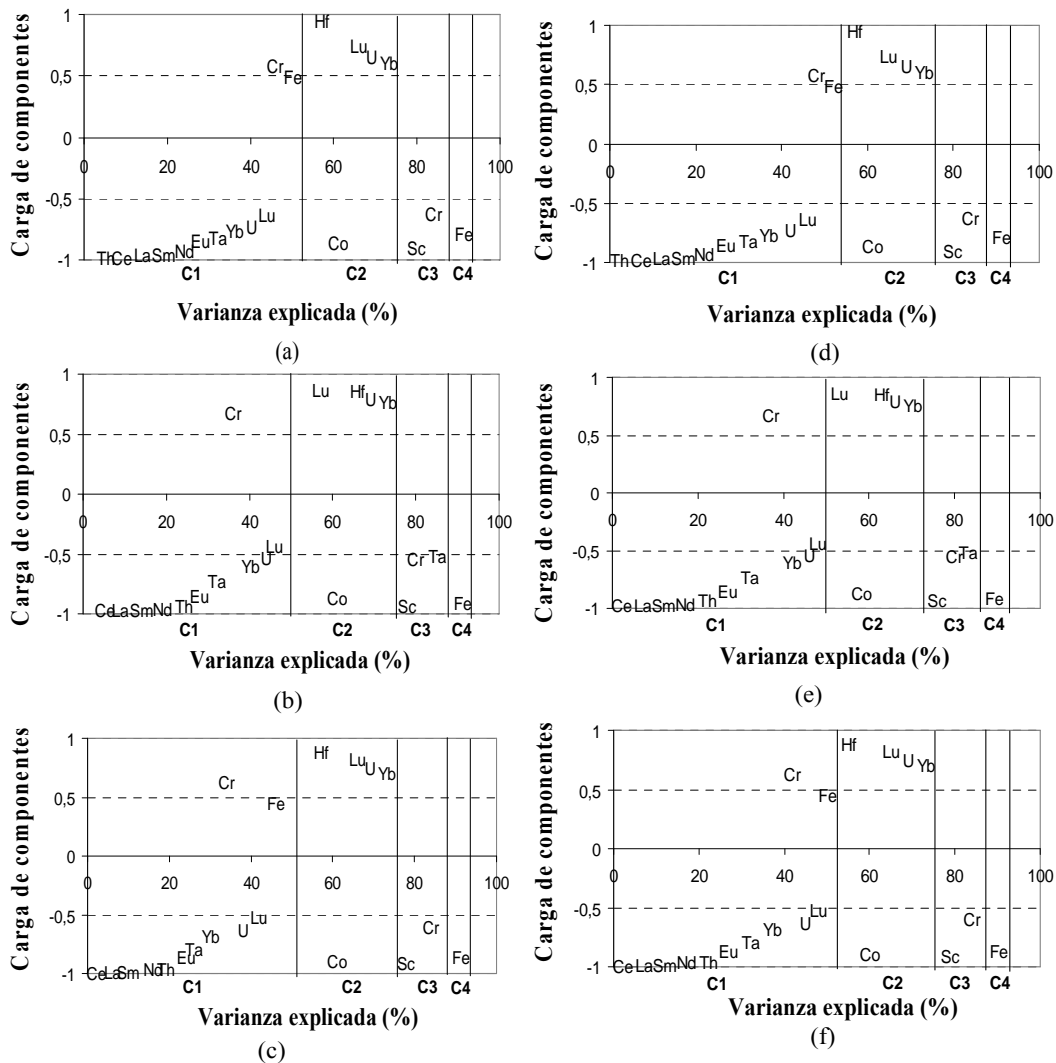 Carga de componentes
1
0,5
0
-0,5
-1
0 20 40 60 80 100
Hf
Lu
U
Yb
Cr
Fe
Th Ce La Sm Nd Eu Ta Yb U Lu
Co
Sc
Cr
Fe
C1 C2 C3 C4
Varianza explicada (%)
(a)
Carga de componentes
1
0,5
0
-0,5
-1
0 20 40 60 80 100
Hf
Lu
U
Yb
Cr
Fe
Th Ce La Sm Nd Eu Ta Yb U Lu
Co
Sc
Cr
Fe
C1 C2 C3 C4
Varianza explicada (%)
(d)
Carga de componentes
1
0,5
0
-0,5
-1
0 20 40 60 80 100
Cr
Lu Hf U Yb
Ce La Sm Nd Th Eu Ta Yb U Lu
Co
Sc
Cr Ta
Fe
C1 C2 C3 C4
Varianza explicada (%)
(b)
Carga de componentes
1
0,5
0
-0,5
-1
0 20 40 60 80 100
Cr
Lu Hf U Yb
Ce La Sm Nd Th Eu Ta Yb U Lu
Co
Sc
Cr Ta
Fe
C1 C2 C3 C4
Varianza explicada (%)
(e)
Carga de componentes
1
0,5
0
-0,5
-1
0 20 40 60 80 100
Cr
Fe
Hf Lu U Yb
Ce La Sm Nd Th Eu Ta Yb U Lu
Co
Sc
Cr
Fe
C1 C2 C3 C4
Varianza explicada (%)
(c)
Carga de componentes
1
0,5
0
-0,5
-1
0 20 40 60 80 100
Cr
Fe
Hf Lu U Yb
Ce La Sm Nd Th Eu Ta Yb U Lu
Co
Sc
Cr
Fe
C1 C2 C3 C4
Varianza explicada (%)
(f)